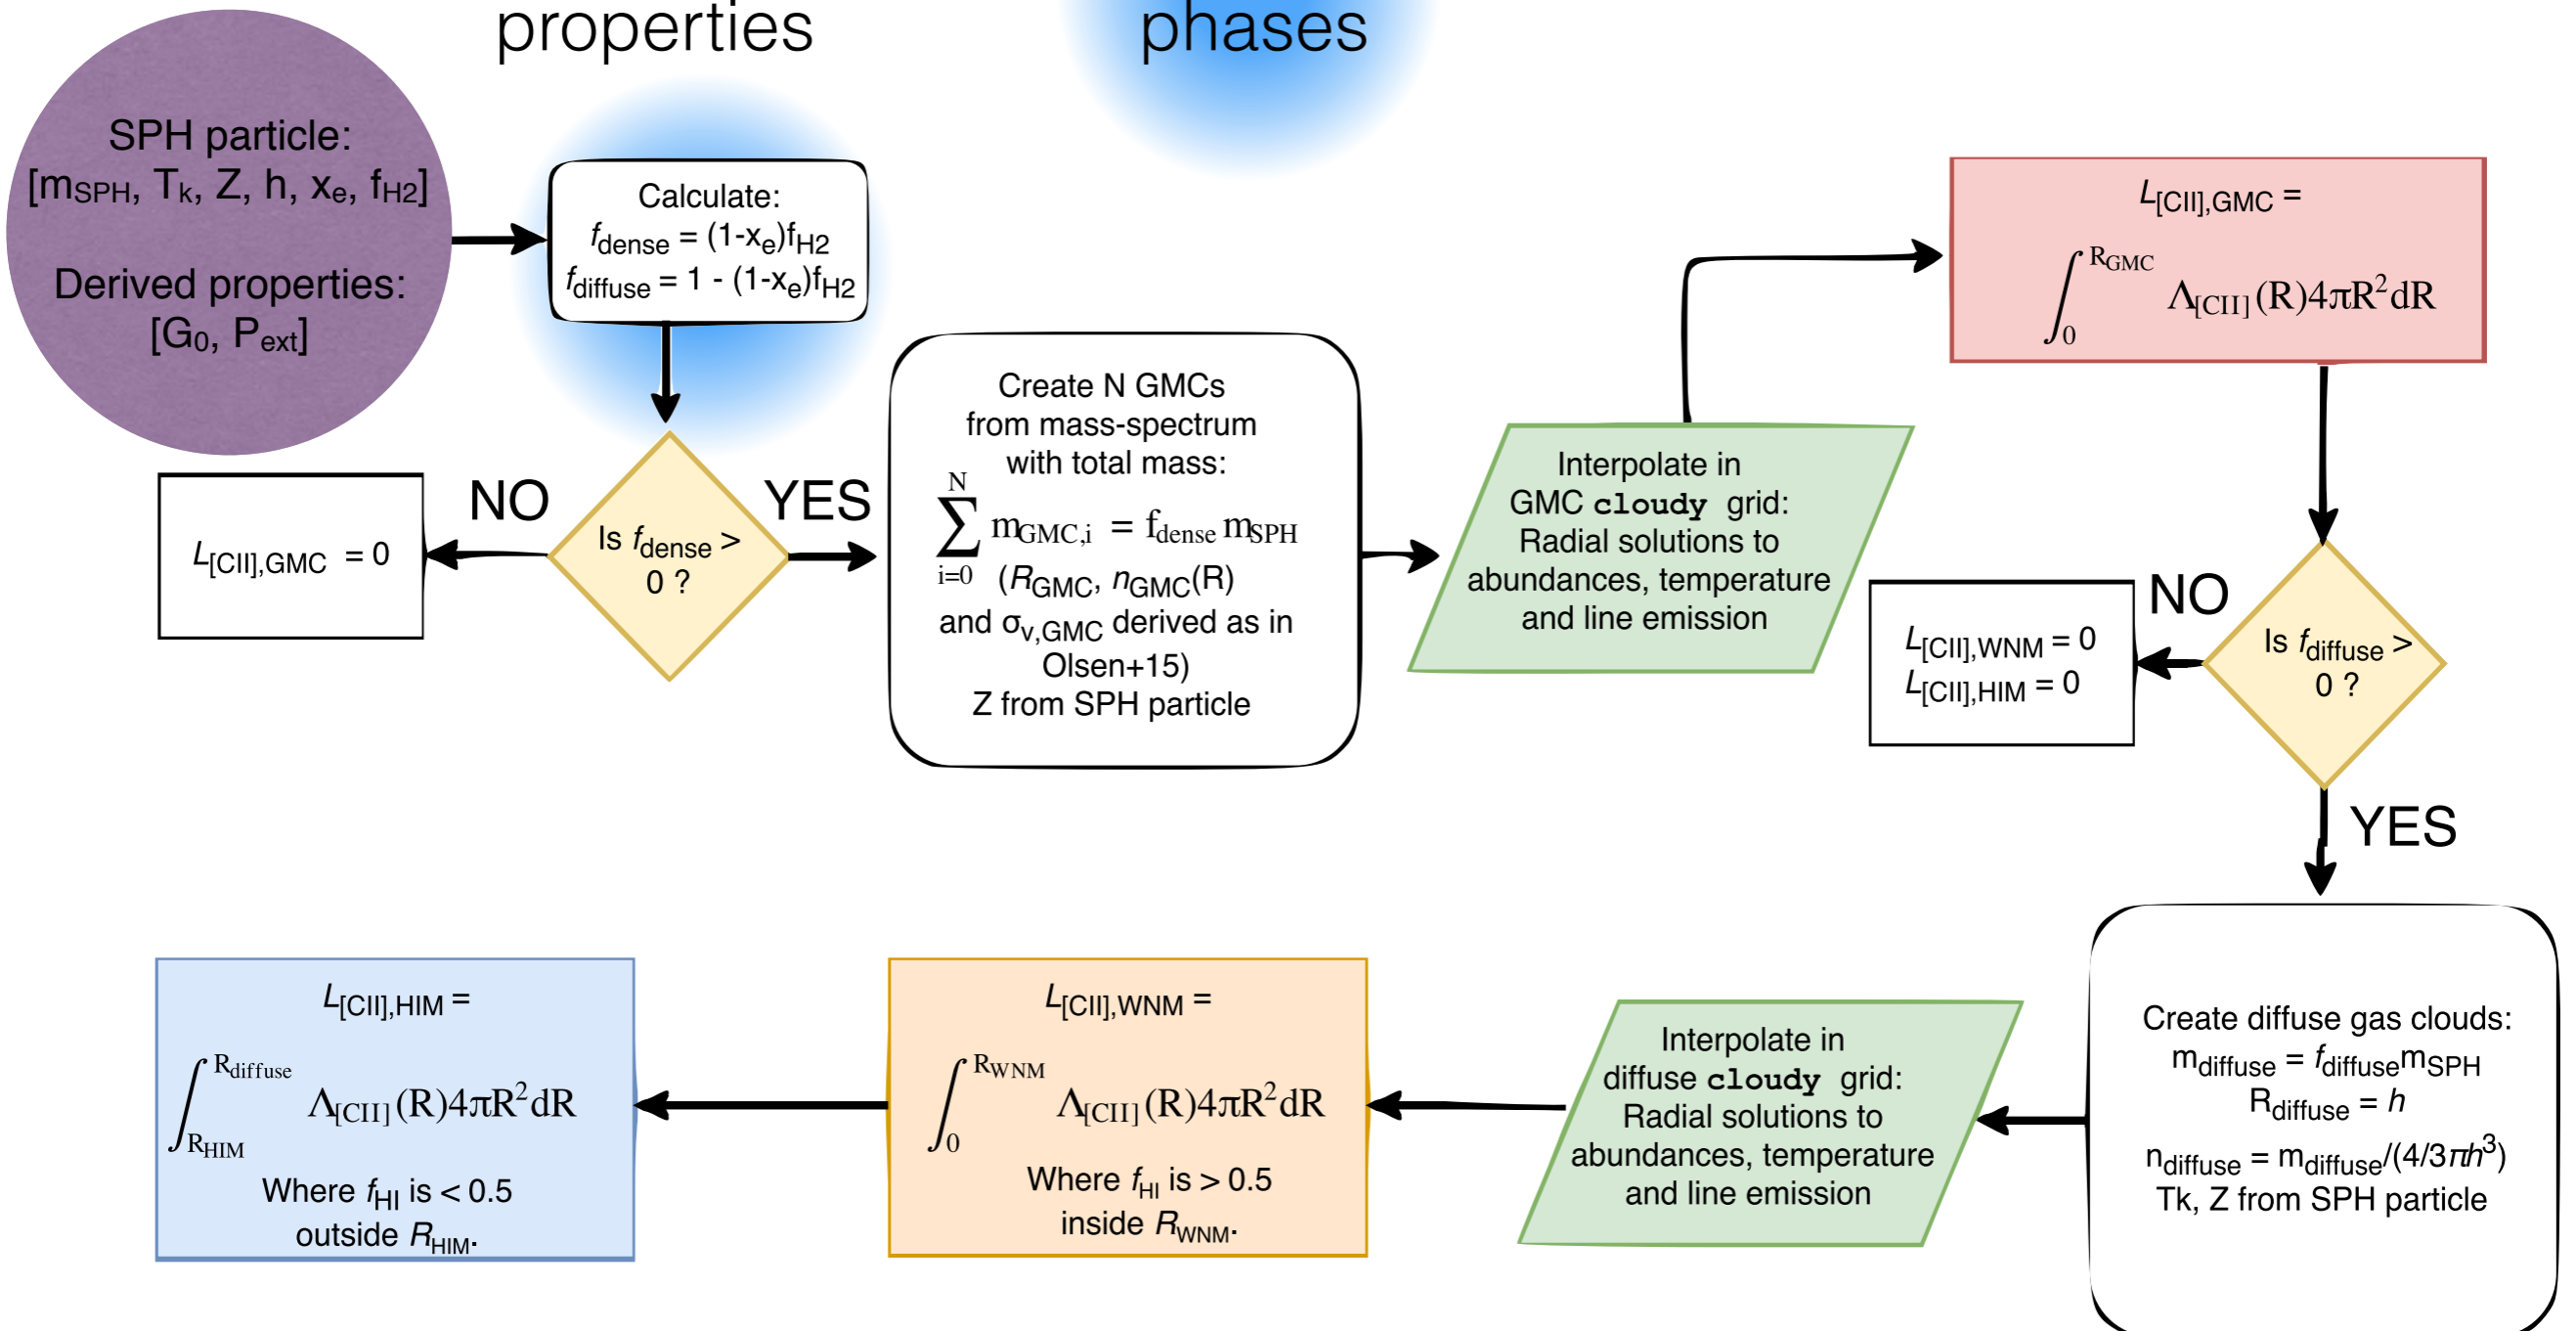 properties
phases
SPH particle:
[mSPH, Tk, Z, h, xe, fH2]
Derived properties:
[G0, Pext]
Calculate:
fdense = (1-xe)fH2
fdiffuse = 1 - (1-xe)fH2
NO
YES
Is fdense >
0 ?
L[CII],GMC = 0
Create N GMCs
from mass-spectrum
with total mass:
N
∑ mGMC,i = fdense mSPH
i=0 (RGMC, nGMC(R)
and σv,GMC derived as in
Olsen+15)
Z from SPH particle
Interpolate in
GMC cloudy grid:
Radial solutions to
abundances, temperature
and line emission
L[CII],GMC =
RGMC
∫ Λ[CII](R)4πR²dR
0
NO
Is fdiffuse >
0 ?
L[CII],WNM = 0
L[CII],HIM = 0
YES
Create diffuse gas clouds:
mdiffuse = fdiffusemSPH
Rdiffuse = h
ndiffuse = mdiffuse/(4/3πh³)
Tk, Z from SPH particle
Interpolate in
diffuse cloudy grid:
Radial solutions to
abundances, temperature
and line emission
L[CII],WNM =
RWNM
∫ Λ[CII](R)4πR²dR
0
Where fHI is > 0.5
inside RWNM.
L[CII],HIM =
Rdiffuse
∫ Λ[CII](R)4πR²dR
RHIM
Where fHI is < 0.5
outside RHIM.